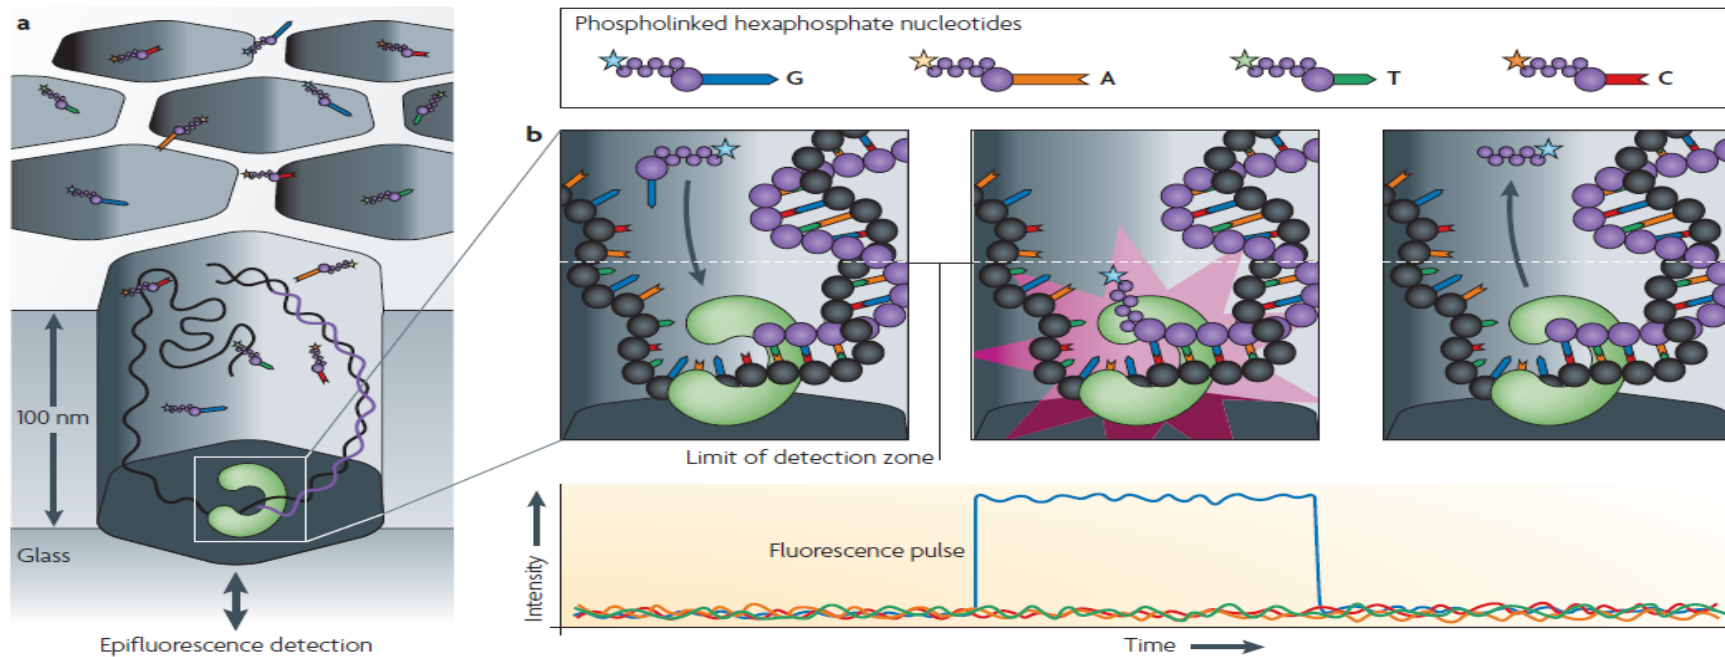 a
Phospholinked hexaphosphate nucleotides
G
A
T
C
b
100 nm
Limit of detection zone
Glass
Fluorescence pulse
Intensity
Epifluorescence detection
Time